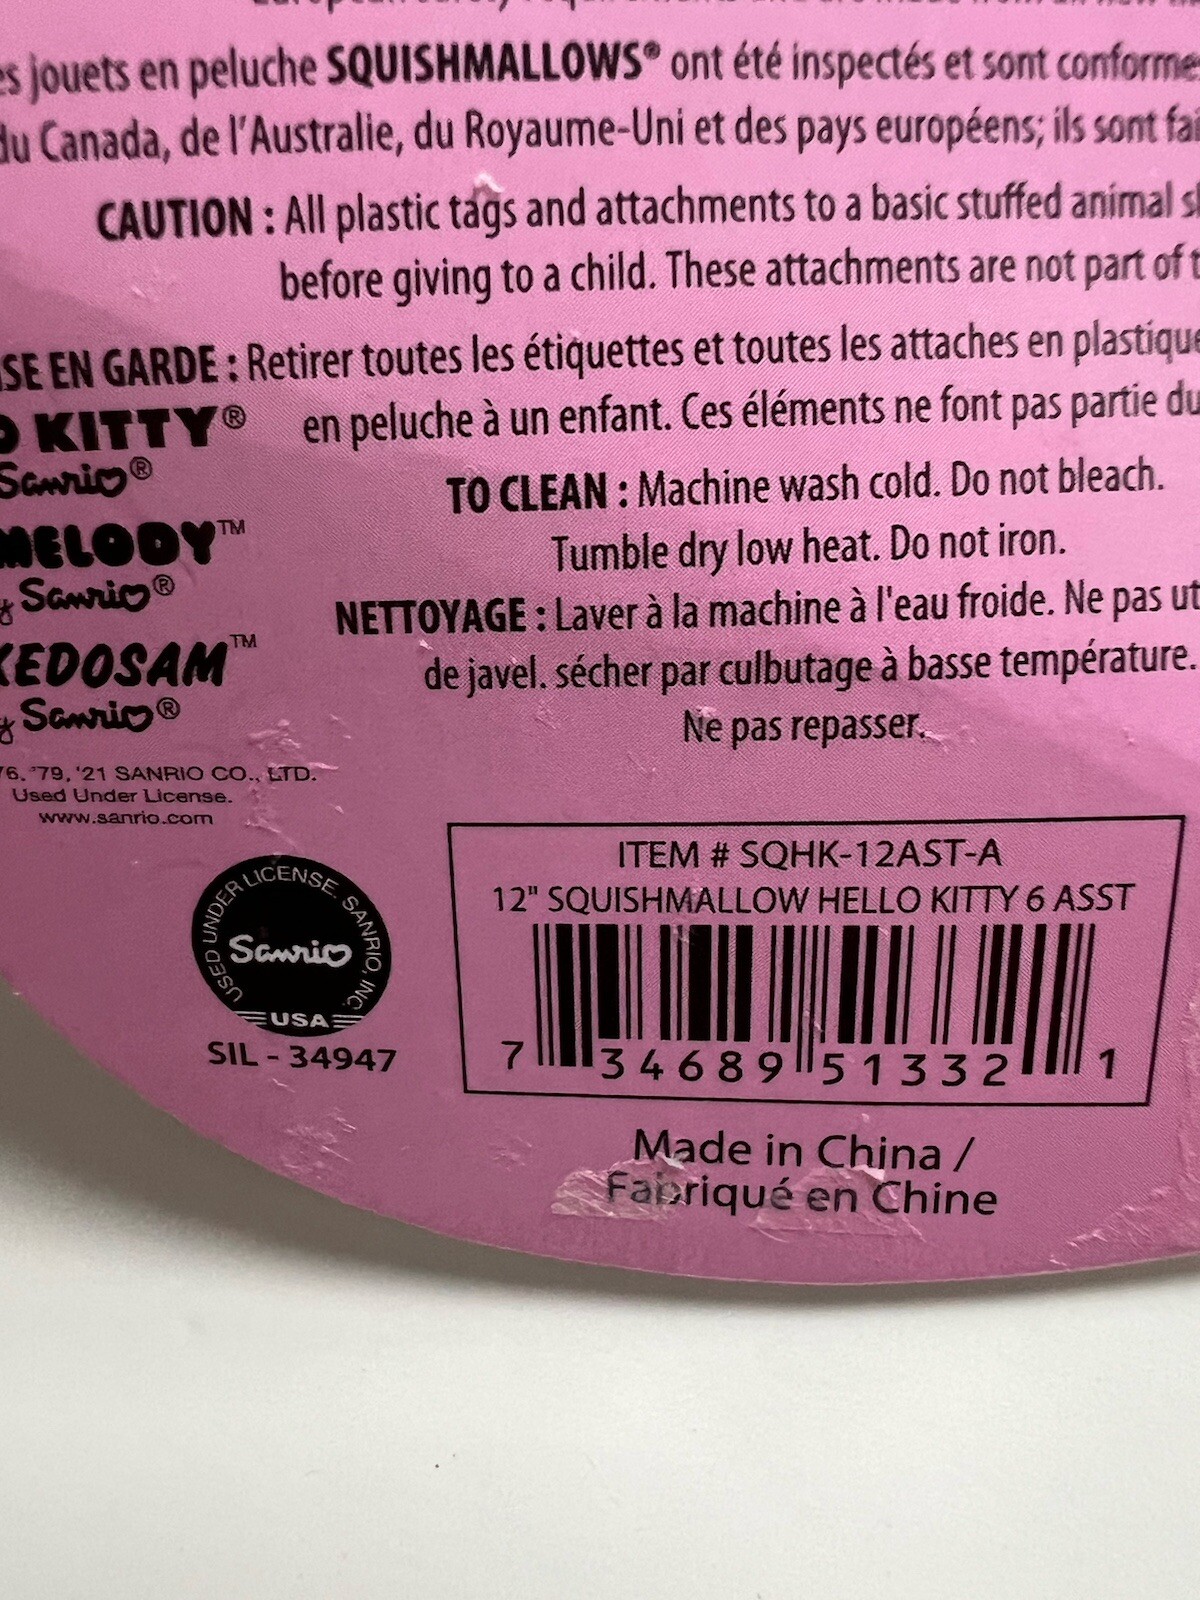 jouets en peluche SQUISHMALLOWS® ont été inspectés et sont
du Canada, de l'Australie, du Royaume-Uni et des pays européens; ils sont
CAUTION : All plastic tags and attachments to a basic stuffed animal
before giving to a child. These attachments are not part of
SE EN GARDE : Retirer toutes les étiquettes et toutes les attaches en plastique
en peluche à un enfant. Ces éléments ne font pas partie du
KITTY®
Sanrio®
MELODY™
Sanrio®
KEDOSAM™
Sanrio®
TO CLEAN : Machine wash cold. Do not bleach.
Tumble dry low heat. Do not iron.
NETTOYAGE : Laver à la machine à l'eau froide. Ne pas
de javel. sécher par culbutage à basse température.
Ne pas repasser.
'79, '21 SANRIO CO., LTD.
Used Under License.
www.sanrio.com
USED UNDER LICENSE. SANRIO, INC.
Sanrio
USA
SIL - 34947
ITEM # SQHK-12AST-A
12" SQUISHMALLOW HELLO KITTY 6 ASST
7 34689 51332 1
Made in China /
Fabriqué en Chine